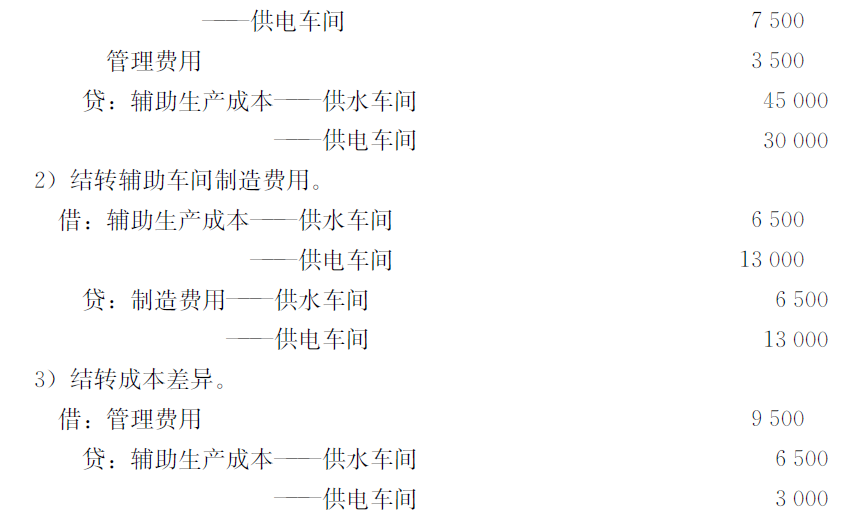 ——供电车间 7 500
管理费用 3 500
贷：辅助生产成本——供水车间 45 000
——供电车间 30 000
2）结转辅助车间制造费用。
借：辅助生产成本——供水车间 6 500
——供电车间 13 000
贷：制造费用——供水车间 6 500
——供电车间 13 000
3）结转成本差异。
借：管理费用 9 500
贷：辅助生产成本——供水车间 6 500
——供电车间 3 000